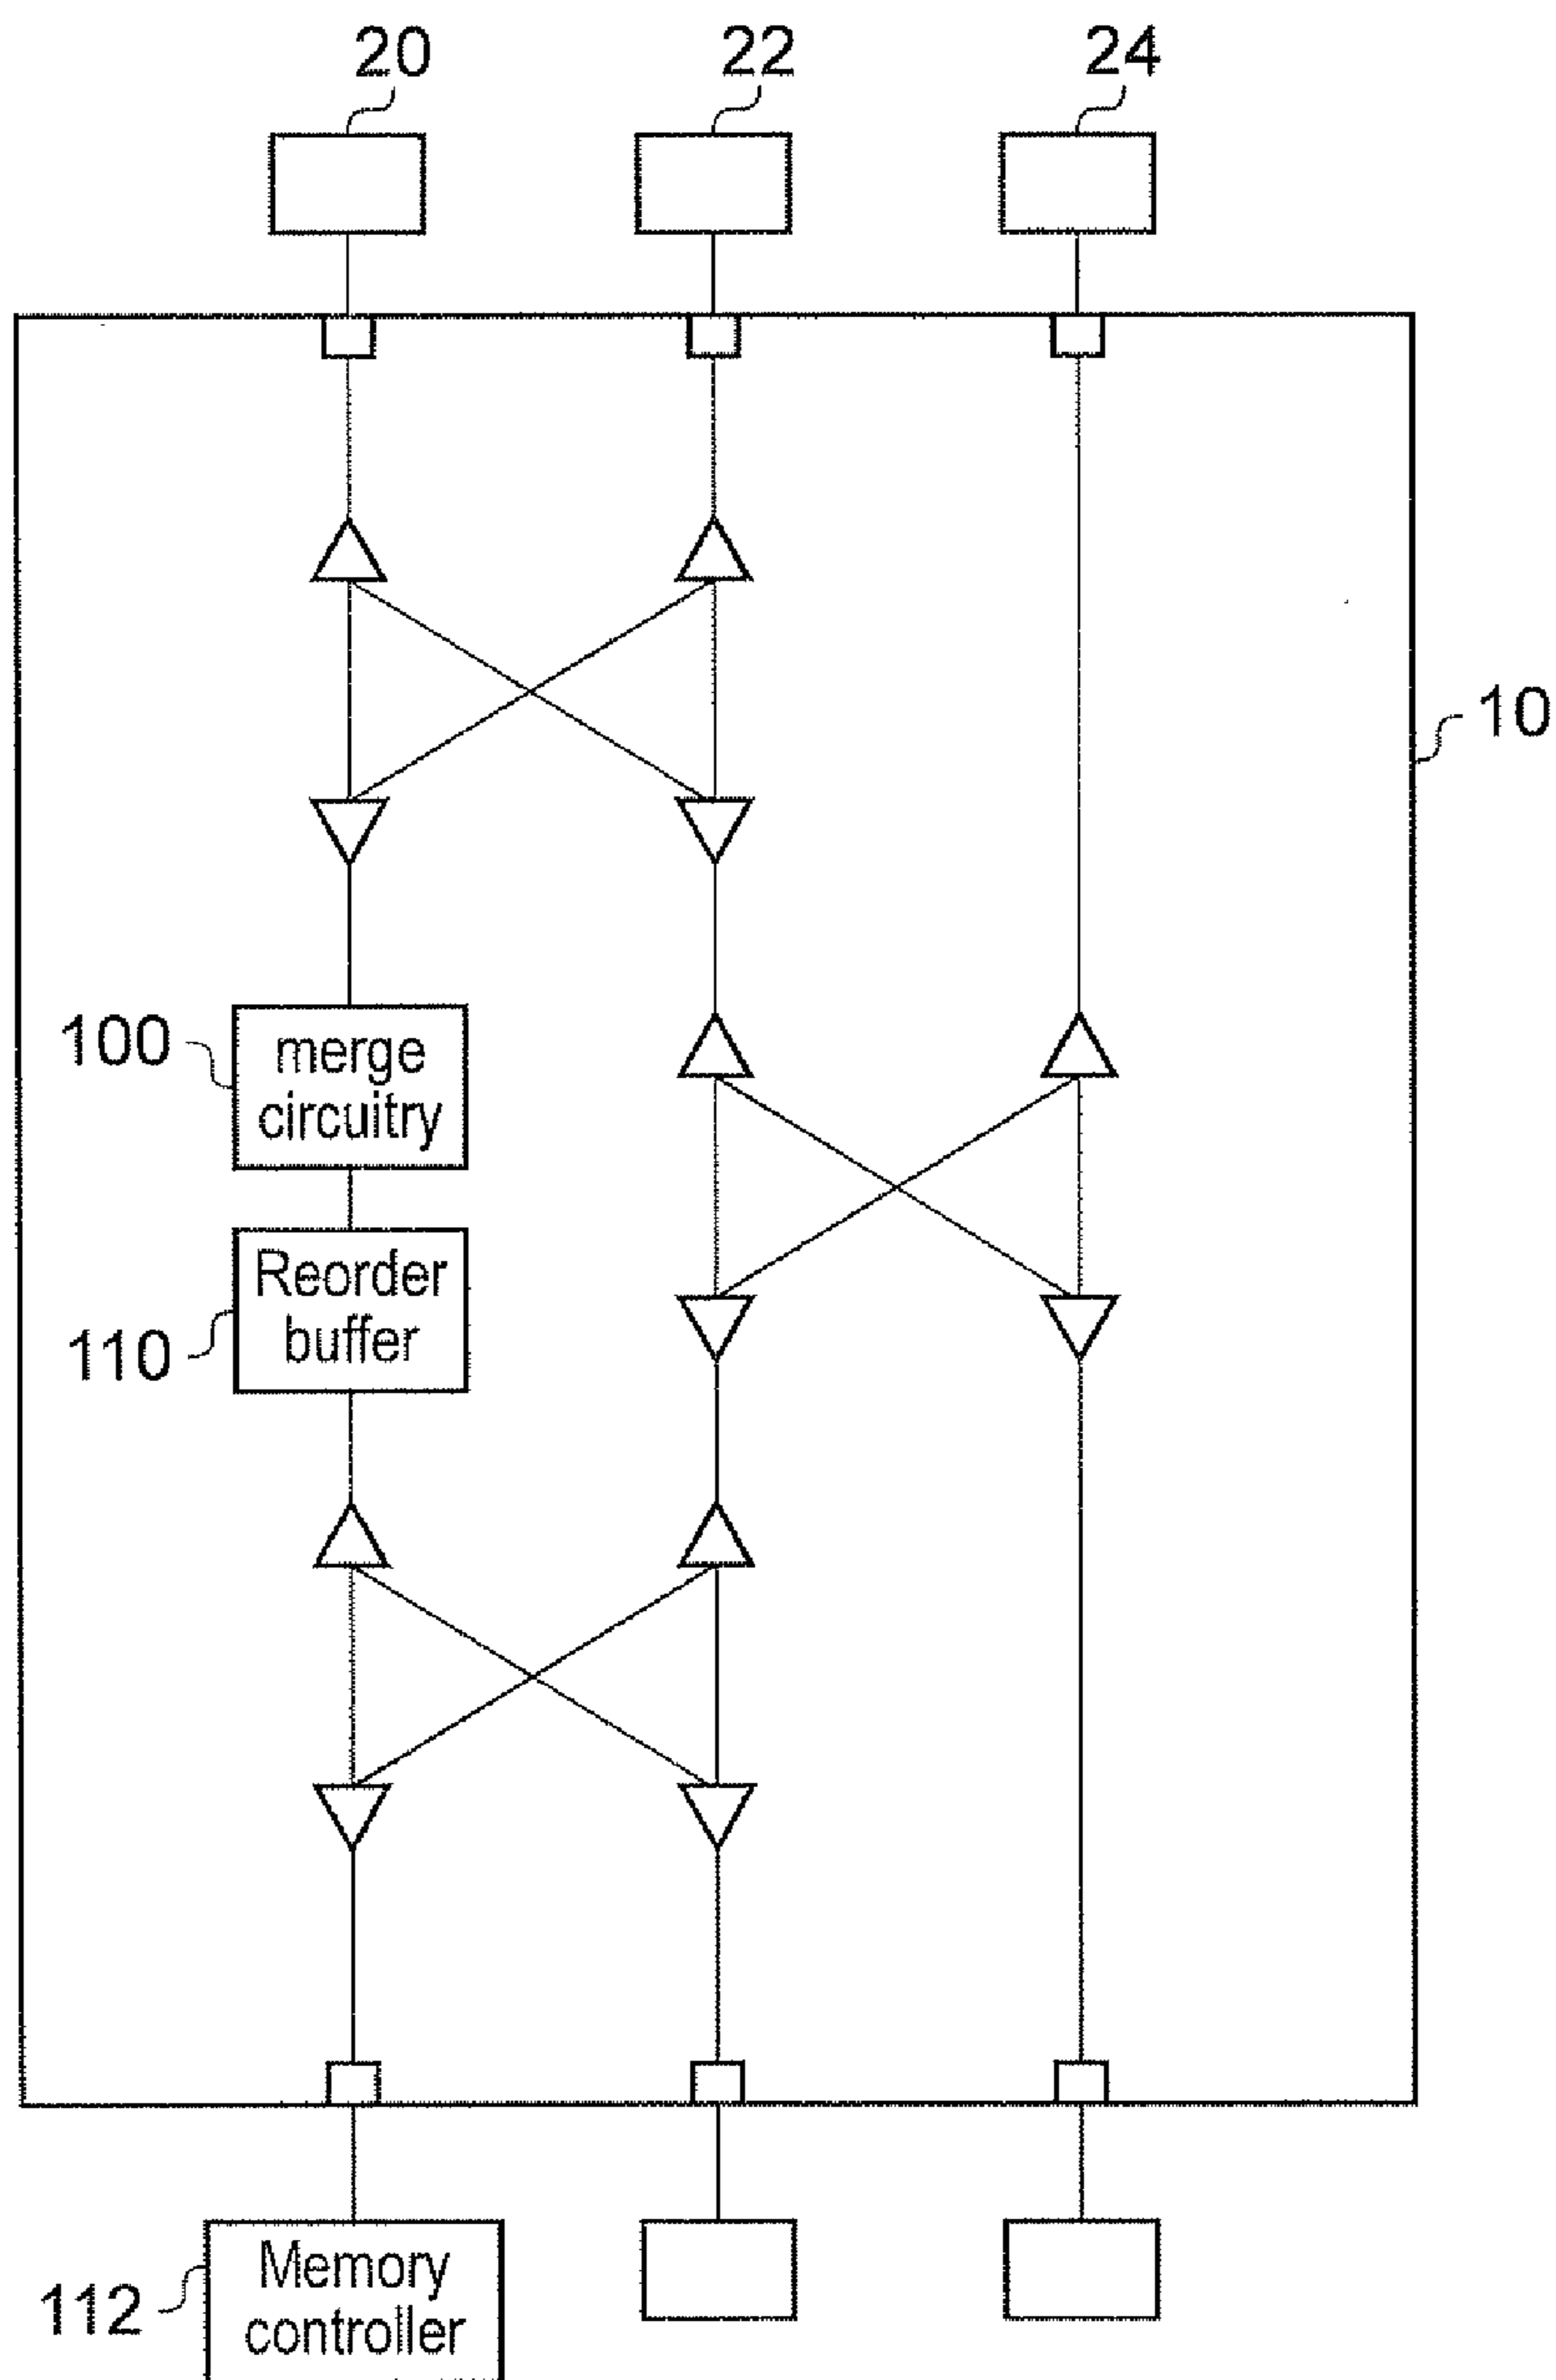 20
22
24
10
100
merge
circuitry
110
Reorder
buffer
112
Memory
controller